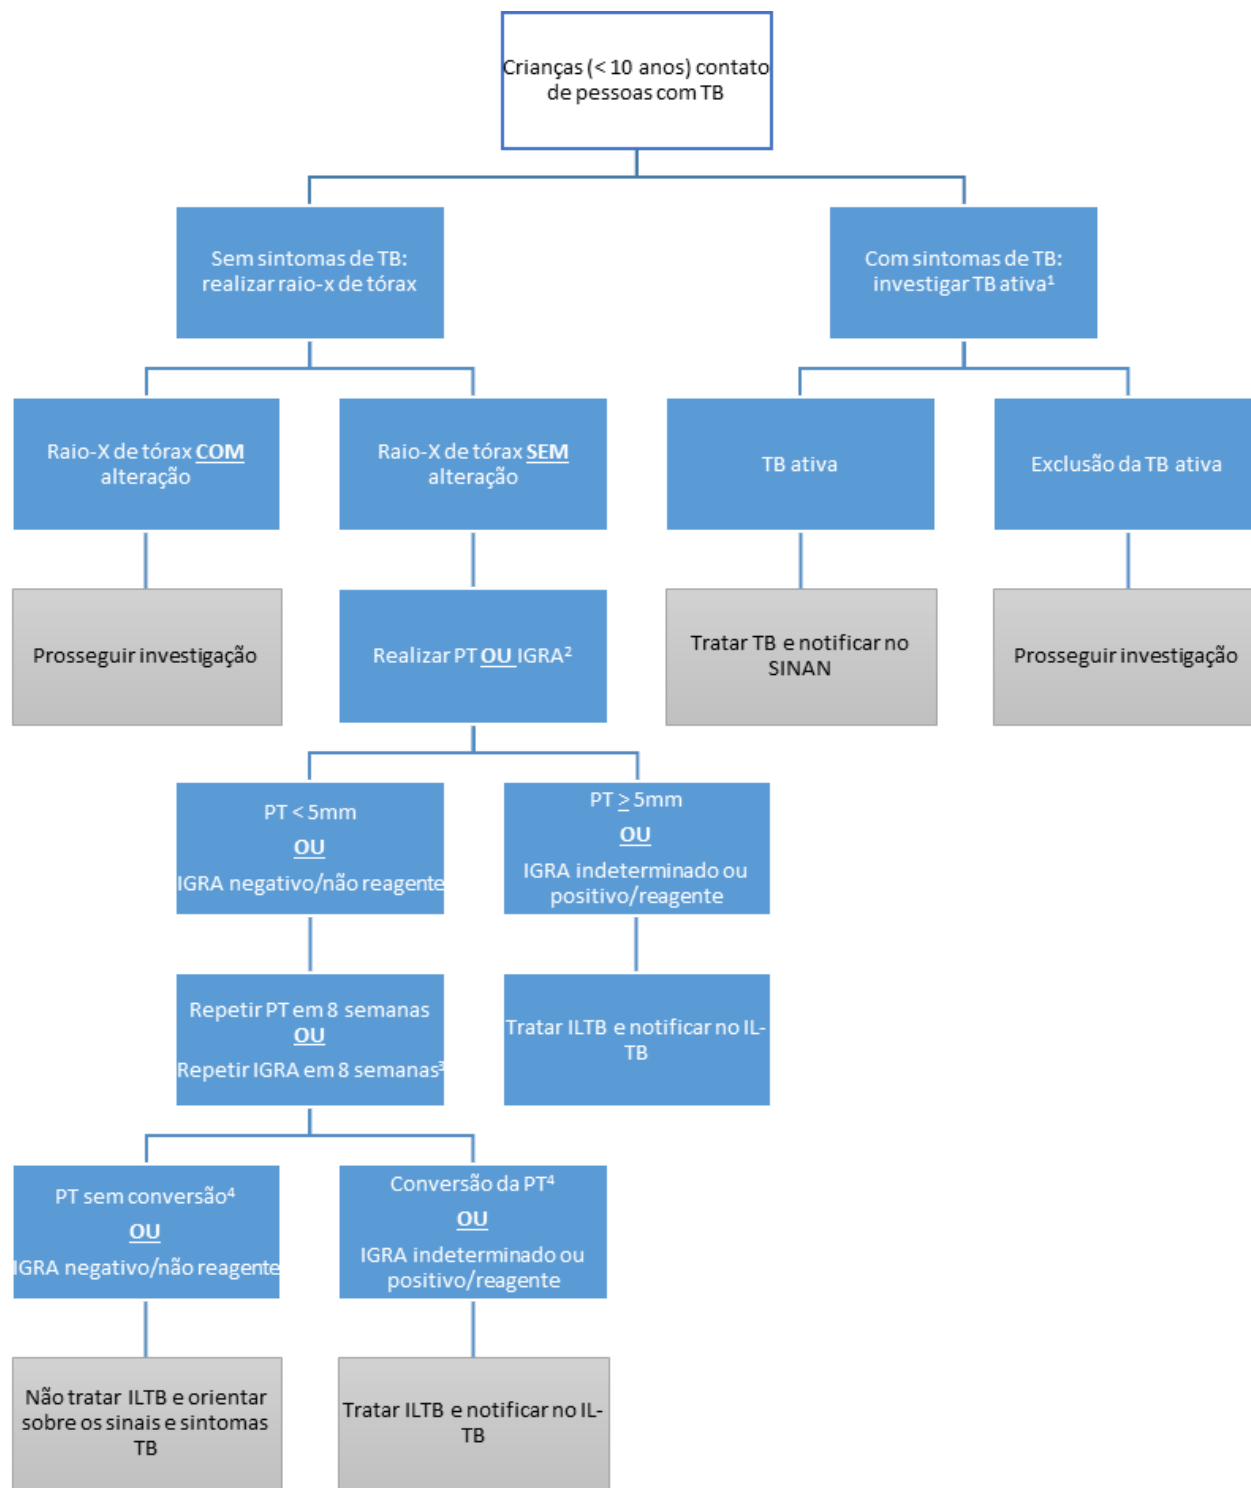 Crianças (< 10 anos) contato
de pessoas com TB
Sem sintomas de TB:
realizar raio-x de tórax
Com sintomas de TB:
investigar TB ativa¹
Raio-X de tórax COM
alteração
Raio-X de tórax SEM
alteração
TB ativa
Exclusão da TB ativa
Prosseguir investigação
Realizar PT OU IGRA²
Tratar TB e notificar no
SINAN
Prosseguir investigação
PT < 5mm
OU
IGRA negativo/não reagente
PT ≥ 5mm
OU
IGRA indeterminado ou
positivo/reagente
Repetir PT em 8 semanas
OU
Repetir IGRA em 8 semanas³
Tratar ILTB e notificar no IL-
TB
PT sem conversão⁴
OU
IGRA negativo/não reagente
Conversão da PT⁴
OU
IGRA indeterminado ou
positivo/reagente
Não tratar ILTB e orientar
sobre os sinais e sintomas
TB
Tratar ILTB e notificar no IL-
TB